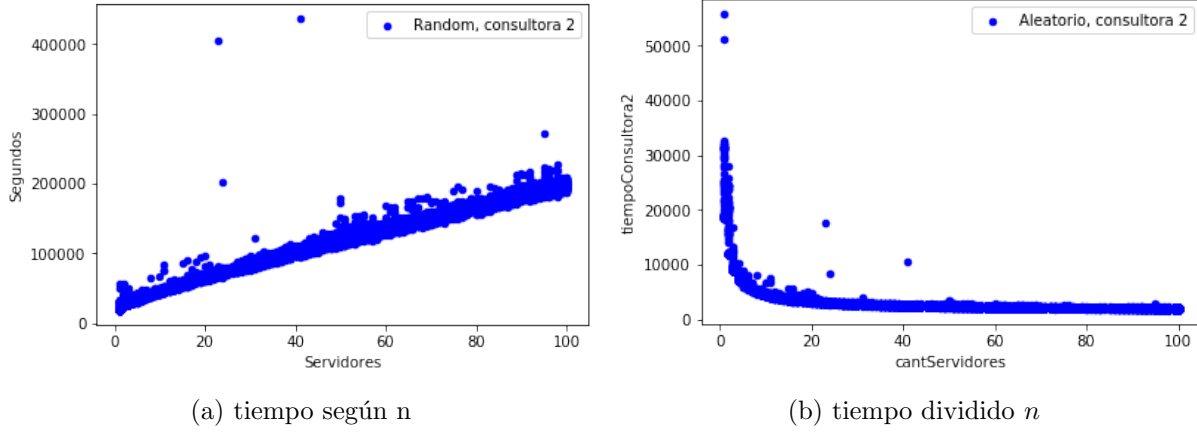 Random, consultora 2
400000
300000
200000
100000
0
Segundos
0 20 40 60 80 100
Servidores
(a) tiempo según n
Aleatorio, consultora 2
50000
40000
30000
20000
10000
0
tiempoConsultora2
0 20 40 60 80 100
cantServidores
(b) tiempo dividido n